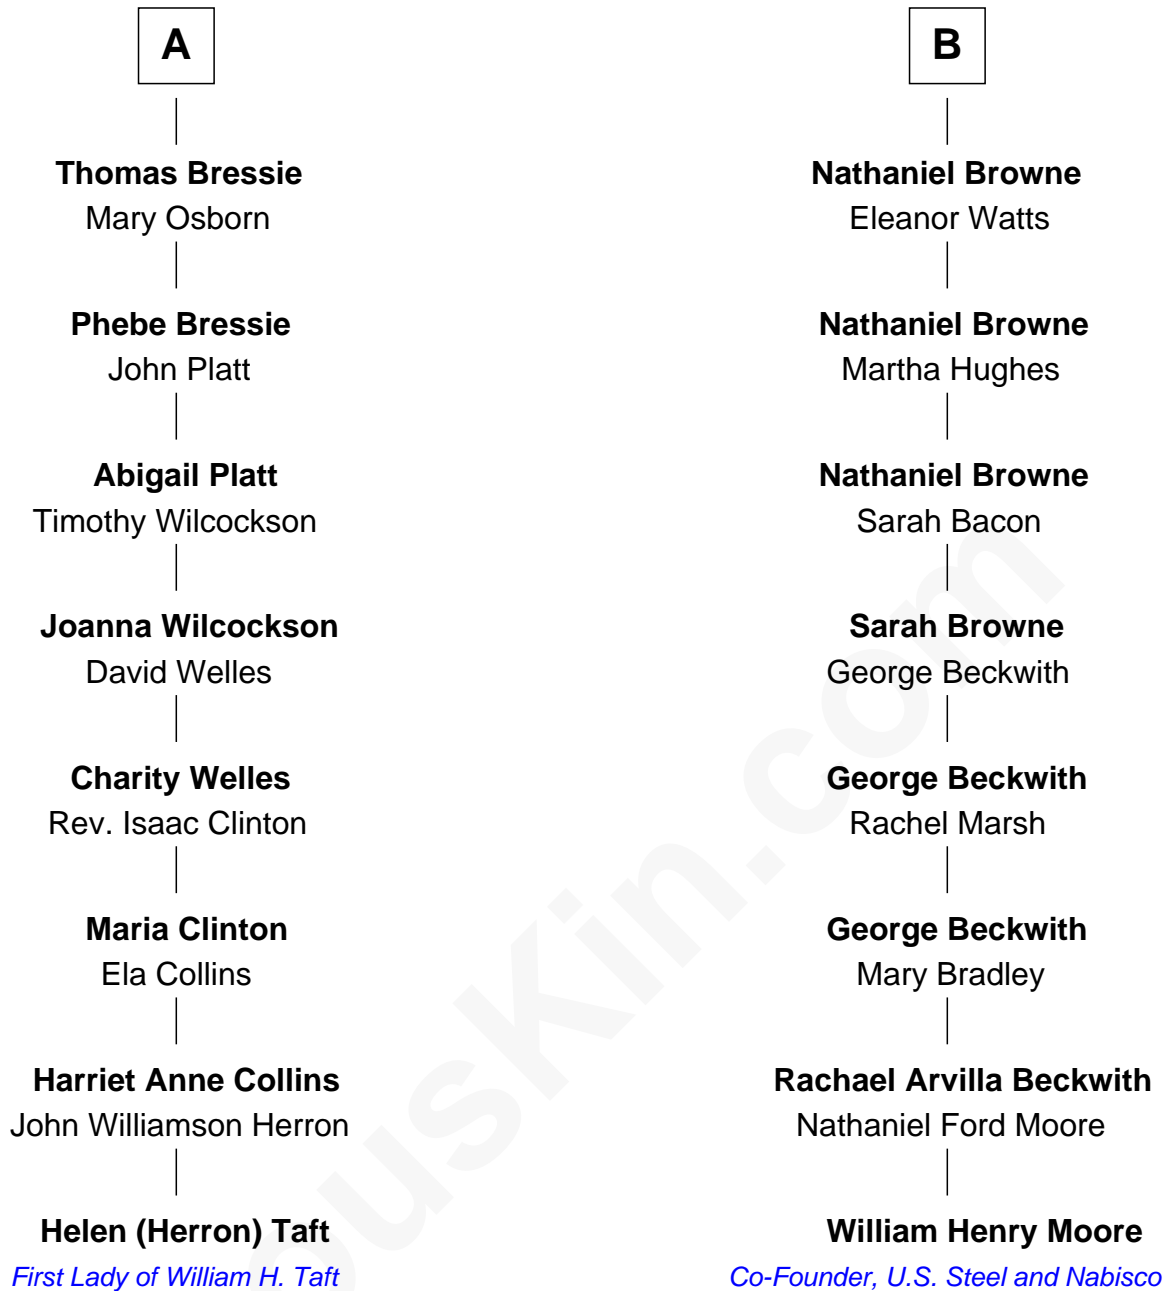 A
Thomas Bressie
Mary Osborn
Phebe Bressie
John Platt
Abigail Platt
Timothy Wilcockson
Joanna Wilcockson
David Welles
Charity Welles
Rev. Isaac Clinton
Maria Clinton
Ela Collins
Harriet Anne Collins
John Williamson Herron
Helen (Herron) Taft
First Lady of William H. Taft
B
Nathaniel Browne
Eleanor Watts
Nathaniel Browne
Martha Hughes
Nathaniel Browne
Sarah Bacon
Sarah Browne
George Beckwith
George Beckwith
Rachel Marsh
George Beckwith
Mary Bradley
Rachael Arvilla Beckwith
Nathaniel Ford Moore
William Henry Moore
Co-Founder, U.S. Steel and Nabisco
ousKin.com